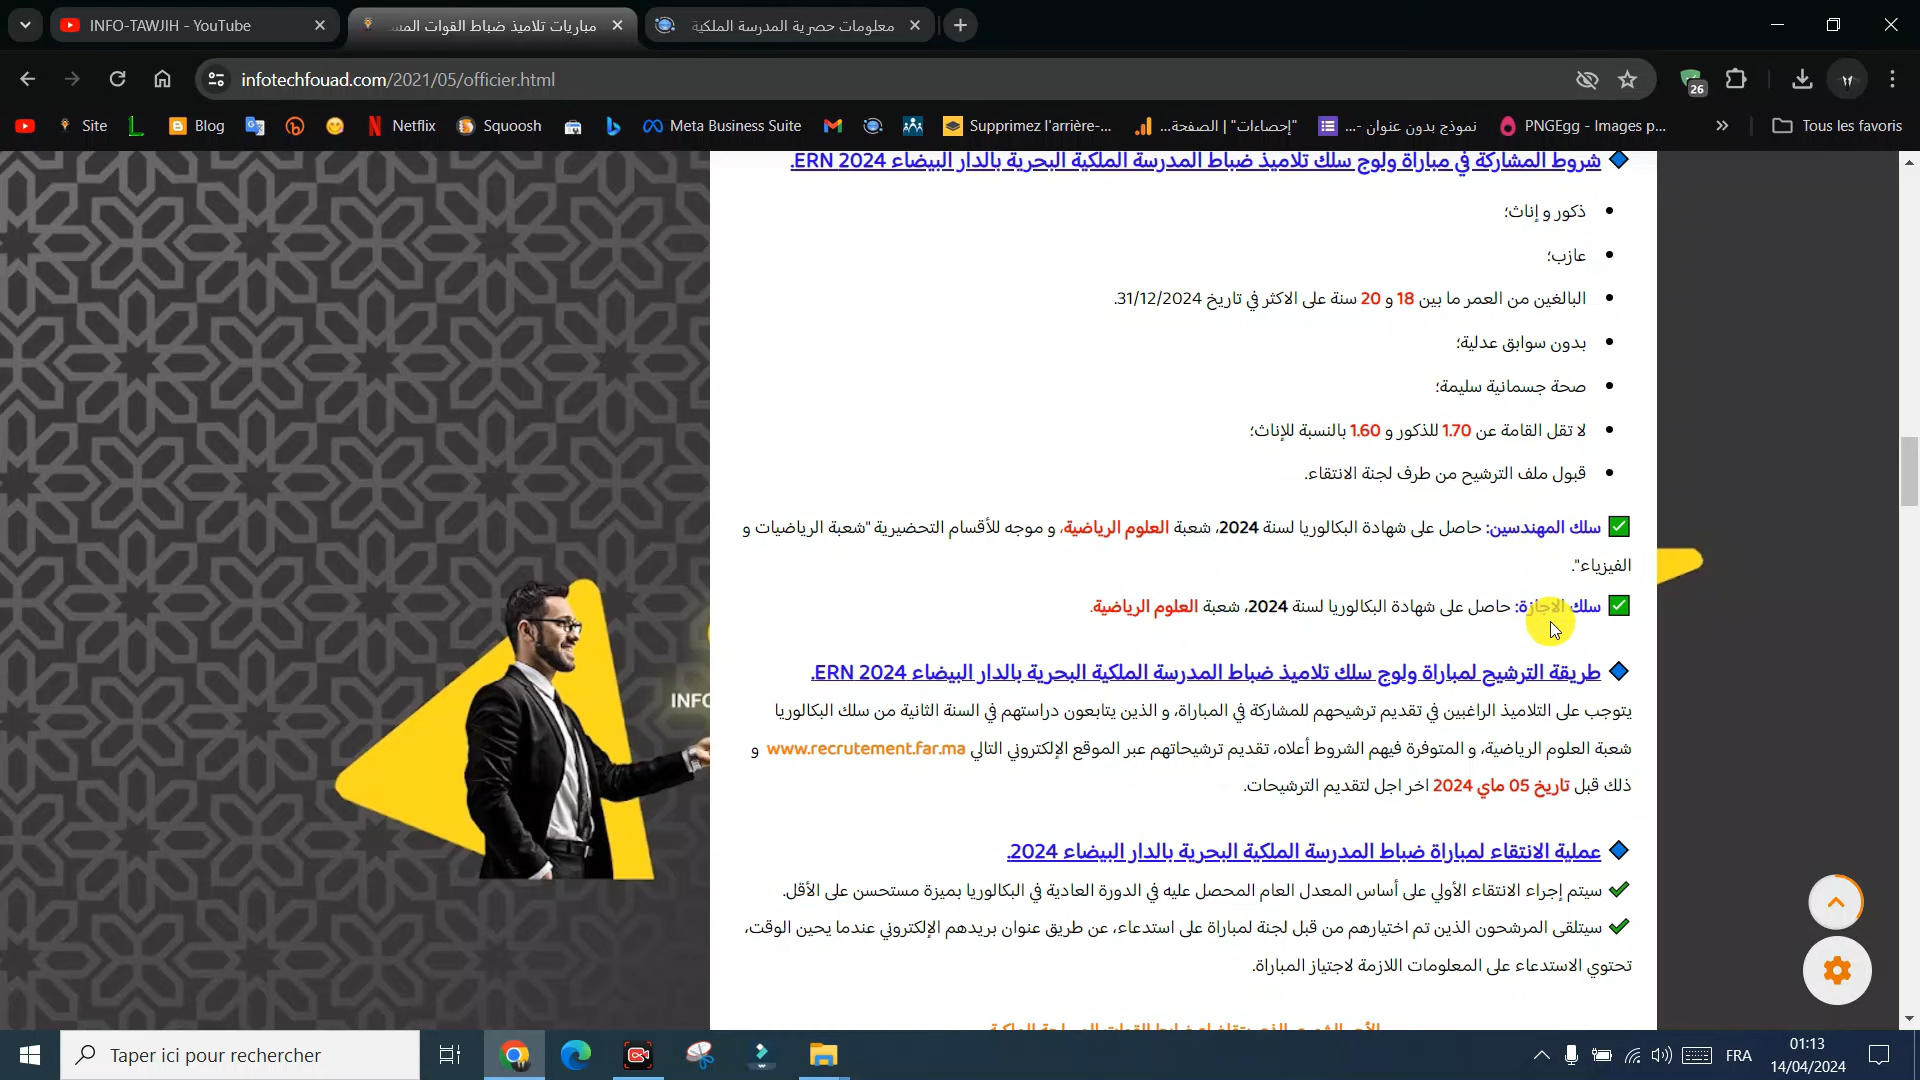 INFO-TAWJIH - YouTube
مباريات تلاميذ ضباط القوات المس
معلومات حصرية المدرسة الملكية
infotechfouad.com/2021/05/officier.html
26
Site
Blog
Netflix
Squoosh
Meta Business Suite
Supprimez l'arrière-...
"إحصاءات" | الصفحة...
نموذج بدون عنوان -...
PNGEgg - Images p...
Tous les favoris
شروط المشاركة في مباراة ولوج سلك تلاميذ ضباط المدرسة الملكية البحرية بالدار البيضاء ERN 2024.
ذكور و إناث؛
عازب؛
البالغين من العمر ما بين 18 و 20 سنة على الاكثر في تاريخ 31/12/2024.
بدون سوابق عدلية؛
صحة جسمانية سليمة؛
لا تقل القامة عن 1.70 للذكور و 1.60 بالنسبة للإناث؛
قبول ملف الترشيح من طرف لجنة الانتقاء.
سلك المهندسين: حاصل على شهادة البكالوريا لسنة 2024، شعبة العلوم الرياضية، و موجه للأقسام التحضيرية "شعبة الرياضيات و
الفيزياء".
سلك الاجازة: حاصل على شهادة البكالوريا لسنة 2024، شعبة العلوم الرياضية.
طريقة الترشيح لمباراة ولوج سلك تلاميذ ضباط المدرسة الملكية البحرية بالدار البيضاء ERN 2024.
يتوجب على التلاميذ الراغبين في تقديم ترشيحهم للمشاركة في المباراة، و الذين يتابعون دراستهم في السنة الثانية من سلك البكالوريا
شعبة العلوم الرياضية، و المتوفرة فيهم الشروط أعلاه، تقديم ترشيحاتهم عبر الموقع الإلكتروني التالي www.recrutement.far.ma و
ذلك قبل تاريخ 05 ماي 2024 اخر اجل لتقديم الترشيحات.
عملية الانتقاء لمباراة ضباط المدرسة الملكية البحرية بالدار البيضاء 2024.
سيتم إجراء الانتقاء الأولي على أساس المعدل العام المحصل عليه في الدورة العادية في البكالوريا بميزة مستحسن على الأقل.
سيتلقى المرشحون الذين تم اختيارهم من قبل لجنة لمباراة على استدعاء، عن طريق عنوان بريدهم الإلكتروني عندما يحين الوقت،
تحتوي الاستدعاء على المعلومات اللازمة لاجتياز المباراة.
INFO
Taper ici pour rechercher
FRA
01:13
14/04/2024